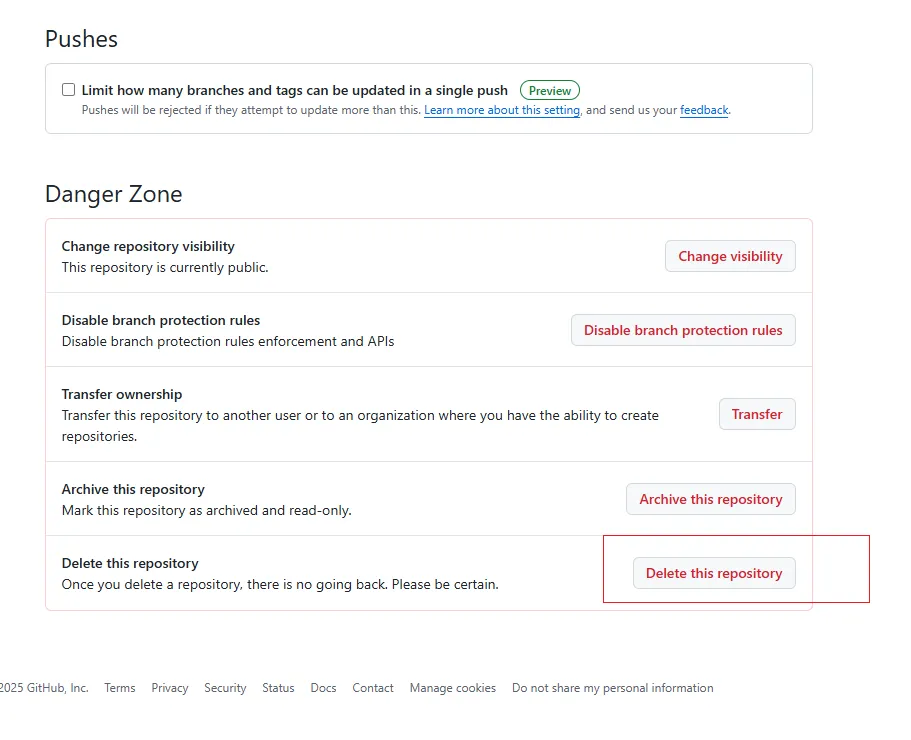 Pushes
Limit how many branches and tags can be updated in a single push Preview
Pushes will be rejected if they attempt to update more than this. Learn more about this setting, and send us your feedback.
Danger Zone
Change repository visibility
This repository is currently public.
Change visibility
Disable branch protection rules
Disable branch protection rules enforcement and APIs
Disable branch protection rules
Transfer ownership
Transfer this repository to another user or to an organization where you have the ability to create
repositories.
Transfer
Archive this repository
Mark this repository as archived and read-only.
Archive this repository
Delete this repository
Once you delete a repository, there is no going back. Please be certain.
Delete this repository
2025 GitHub, Inc. Terms Privacy Security Status Docs Contact Manage cookies Do not share my personal information